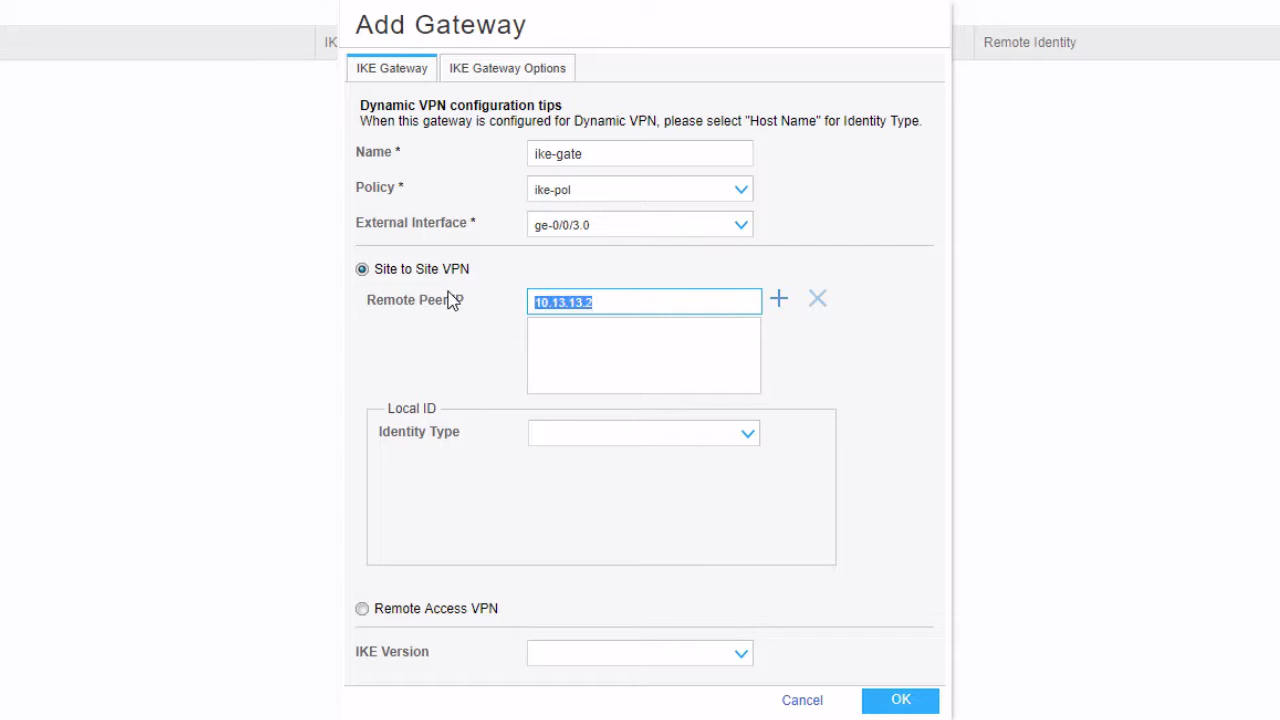 Add Gateway
IK
Remote Identity
IKE Gateway
IKE Gateway Options
Dynamic VPN configuration tips
When this gateway is configured for Dynamic VPN, please select "Host Name" for Identity Type.
Name *
ike-gate
Policy *
ike-pol
External Interface *
ge-0/0/3.0
Site to Site VPN
Remote Peer IP
10.13.13.2
Local ID
Identity Type
Remote Access VPN
IKE Version
Cancel
OK